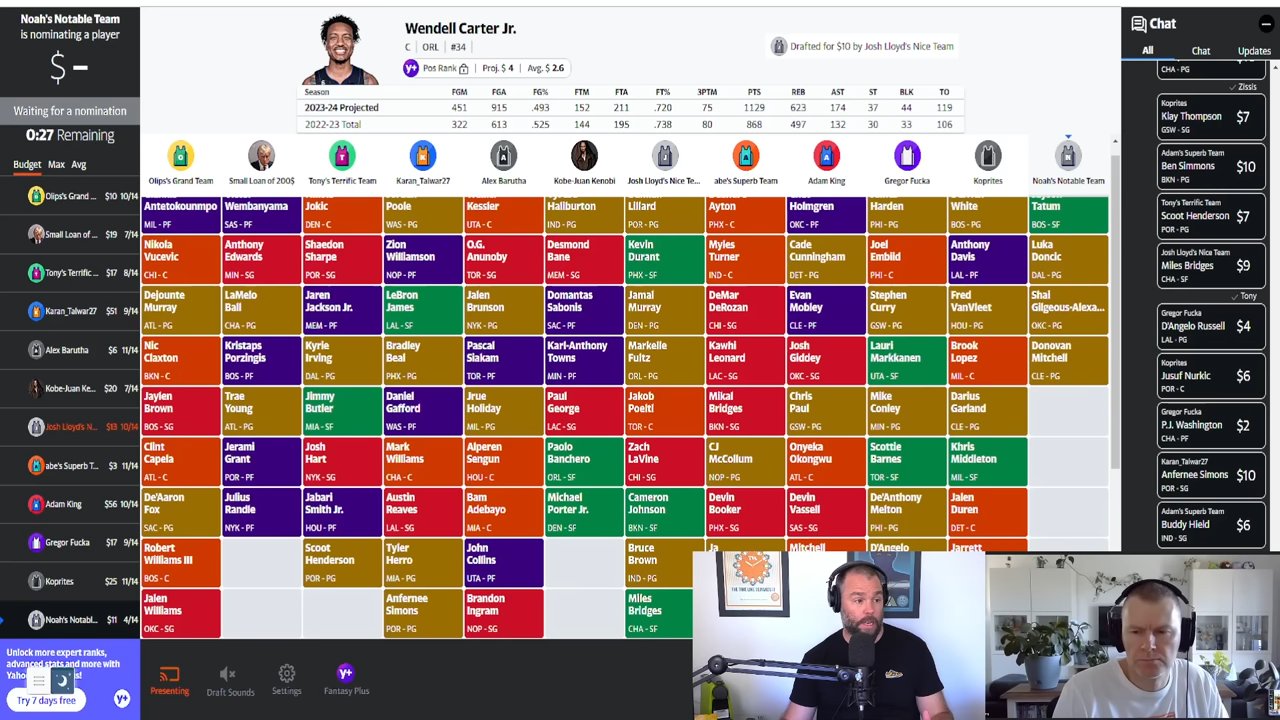 Noah's Notable Team
is nominating a player
$ –
Waiting for a nomination
0:27 Remaining
Budget Max Avg
Olips's Grand ... $10 10/14
Small Loan of ... $19 7/14
Tony's Terrific ... $17 8/14
Karan_Talwar27 $51 9/14
Alex Barutha $6 11/14
Kobe-Juan Ke... $20 7/14
Josh Lloyd's N... $13 10/14
abe's Superb T... $3 11/14
Adam King $56 10/14
Gregor Fucka $17 9/14
Koprites $25 11/14
Noah's Notabl... $11 4/14
Unlock more expert ranks,
advanced stats and more with
Try 7 days free
y+
Wendell Carter Jr.
C ORL #34
y+ Pos Rank Proj. $ 4 Avg. $ 2.6
Drafted for $10 by Josh Lloyd's Nice Team
Season FGM FGA FG% FTM FTA FT% 3PTM PTS REB AST ST BLK TO
2023-24 Projected 451 915 .493 152 211 .720 75 1129 623 174 37 44 119
2022-23 Total 322 613 .525 144 195 .738 80 868 497 132 30 33 106
Olips's Grand Team Small Loan of 200$ Tony's Terrific Team Karan_Talwar27 Alex Barutha Kobe-Juan Kenobi Josh Lloyd's Nice Te... abe's Superb Team Adam King Gregor Fucka Koprites Noah's Notable Team
Antetokounmpo Wembanyama Jokic Poole Kessler Haliburton Lillard Ayton Holmgren Harden White Tatum
MIL - PF SAS - PF DEN - C WAS - PG UTA - C IND - PG POR - PG PHX - C OKC - PF PHI - PG BOS - PG BOS - SF
Nikola Anthony Shaedon Zion O.G. Desmond Kevin Myles Cade Joel Anthony Luka
Vucevic Edwards Sharpe Williamson Anunoby Bane Durant Turner Cunningham Embiid Davis Doncic
CHI - C MIN - SG POR - SG NOP - PF TOR - SG MEM - SG PHX - SF IND - C DET - PG PHI - C LAL - PF DAL - PG
Dejounte LaMelo Jaren LeBron Jalen Domantas Jamal DeMar Evan Stephen Fred Shai
Murray Ball Jackson Jr. James Brunson Sabonis Murray DeRozan Mobley Curry VanVleet Gilgeous-Alexa...
ATL - PG CHA - PG MEM - PF LAL - SF NYK - PG SAC - PF DEN - PG CHI - SG CLE - PF GSW - PG HOU - PG OKC - PG
Nic Kristaps Kyrie Bradley Pascal Karl-Anthony Markelle Kawhi Josh Lauri Brook Donovan
Claxton Porzingis Irving Beal Siakam Towns Fultz Leonard Giddey Markkanen Lopez Mitchell
BKN - C BOS - PF DAL - PG PHX - PG TOR - PF MIN - PF ORL - PG LAC - SG OKC - SG UTA - SF MIL - C CLE - PG
Jaylen Trae Jimmy Daniel Jrue Paul Jakob Mikal Chris Mike Darius
Brown Young Butler Gafford Holiday George Poeltl Bridges Paul Conley Garland
BOS - SG ATL - PG MIA - SF WAS - PF MIL - PG LAC - SG TOR - C BKN - SG GSW - PG MIN - PG CLE - PG
Clint Jerami Josh Mark Alperen Paolo Zach CJ Onyeka Scottie Khris
Capela Grant Hart Williams Sengun Banchero LaVine McCollum Okongwu Barnes Middleton
ATL - C POR - PF NYK - SG CHA - C HOU - C ORL - SF CHI - SG NOP - PG ATL - C TOR - SF MIL - SF
De'Aaron Julius Jabari Austin Bam Michael Cameron Devin Devin De'Anthony Jalen
Fox Randle Smith Jr. Reaves Adebayo Porter Jr. Johnson Booker Vassell Melton Duren
SAC - PG NYK - PF HOU - PF LAL - SG MIA - C DEN - SF BKN - SF PHX - SG SAS - SG PHI - PG DET - C
Robert Scoot Tyler John Bruce Ja Mitchell D'Angelo Jarrett
Williams III Henderson Herro Collins Brown
BOS - C POR - PG MIA - PG UTA - PF IND - PG
Jalen Anfernee Brandon Miles
Williams Simons Ingram Bridges
OKC - SG POR - PG NOP - SG CHA - SF
Presenting Draft Sounds Settings Fantasy Plus
Chat
All Chat Updates
CHA - PG
Zissis
Koprites
Klay Thompson $7
GSW - SG
Adam's Superb Team
Ben Simmons $10
BKN - PG
Tony's Terrific Team
Scoot Henderson $7
POR - PG
Josh Lloyd's Nice Team
Miles Bridges $9
CHA - SF
Tony
Gregor Fucka
D'Angelo Russell $4
LAL - PG
Koprites
Jusuf Nurkic $6
POR - C
Gregor Fucka
P.J. Washington $2
CHA - PF
Karan_Talwar27
Anfernee Simons $10
POR - SG
Adam's Superb Team
Buddy Hield $6
IND - SG